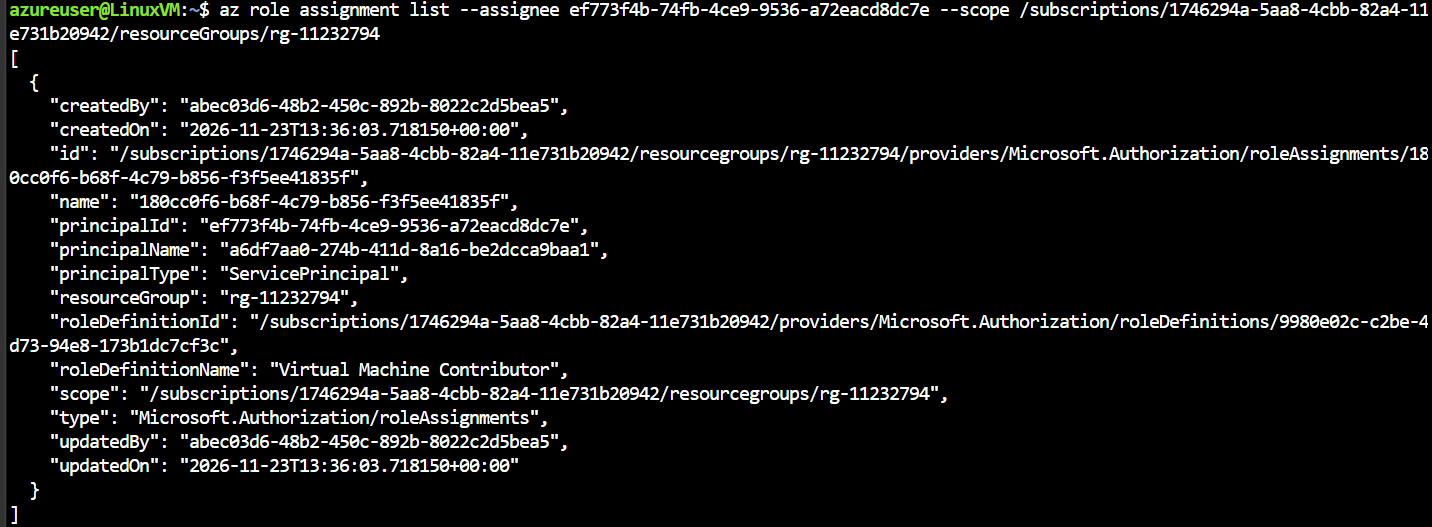 azureuser@LinuxVM:~$ az role assignment list --assignee ef773f4b-74fb-4ce9-9536-a72eacd8dc7e --scope /subscriptions/1746294a-5aa8-4cbb-82a4-11
e731b20942/resourceGroups/rg-11232794
[
  {
    "createdBy": "abec03d6-48b2-450c-892b-8022c2d5bea5",
    "createdOn": "2026-11-23T13:36:03.718150+00:00",
    "id": "/subscriptions/1746294a-5aa8-4cbb-82a4-11e731b20942/resourcegroups/rg-11232794/providers/Microsoft.Authorization/roleAssignments/18
0cc0f6-b68f-4c79-b856-f3f5ee41835f",
    "name": "180cc0f6-b68f-4c79-b856-f3f5ee41835f",
    "principalId": "ef773f4b-74fb-4ce9-9536-a72eacd8dc7e",
    "principalName": "a6df7aa0-274b-411d-8a16-be2dcca9baa1",
    "principalType": "ServicePrincipal",
    "resourceGroup": "rg-11232794",
    "roleDefinitionId": "/subscriptions/1746294a-5aa8-4cbb-82a4-11e731b20942/providers/Microsoft.Authorization/roleDefinitions/9980e02c-c2be-4
d73-94e8-173b1dc7cf3c",
    "roleDefinitionName": "Virtual Machine Contributor",
    "scope": "/subscriptions/1746294a-5aa8-4cbb-82a4-11e731b20942/resourcegroups/rg-11232794",
    "type": "Microsoft.Authorization/roleAssignments",
    "updatedBy": "abec03d6-48b2-450c-892b-8022c2d5bea5",
    "updatedOn": "2026-11-23T13:36:03.718150+00:00"
  }
]